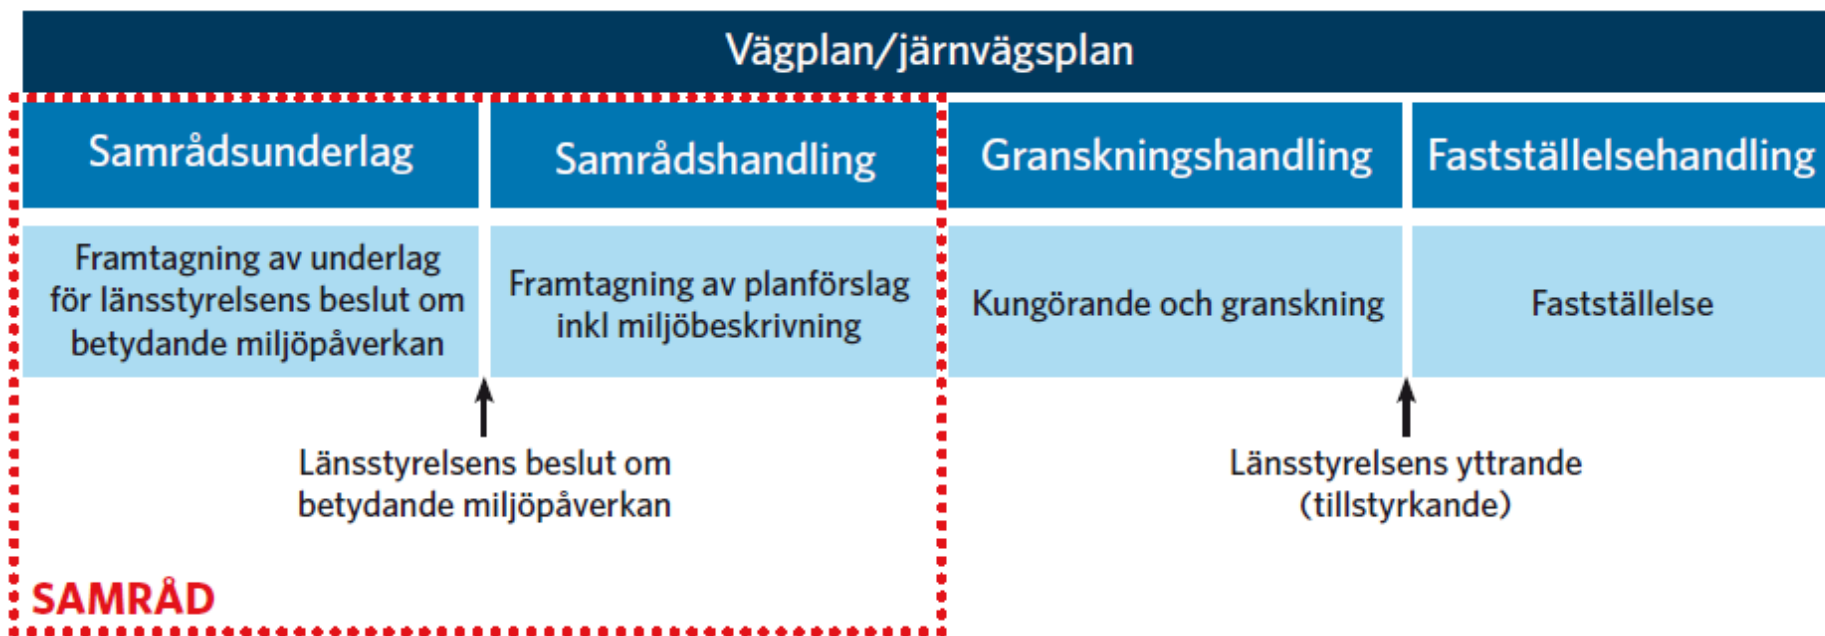 Vägplan/järnvägsplan
Samrådsunderlag
Samrådshandling
Granskningshandling
Fastställelsehandling
Framtagning av underlag
för länsstyrelsens beslut om
betydande miljöpåverkan
Framtagning av planförslag
inkl miljöbeskrivning
Kungörande och granskning
Fastställelse
Länsstyrelsens beslut om
betydande miljöpåverkan
Länsstyrelsens yttrande
(tillstyrkande)
SAMRÅD